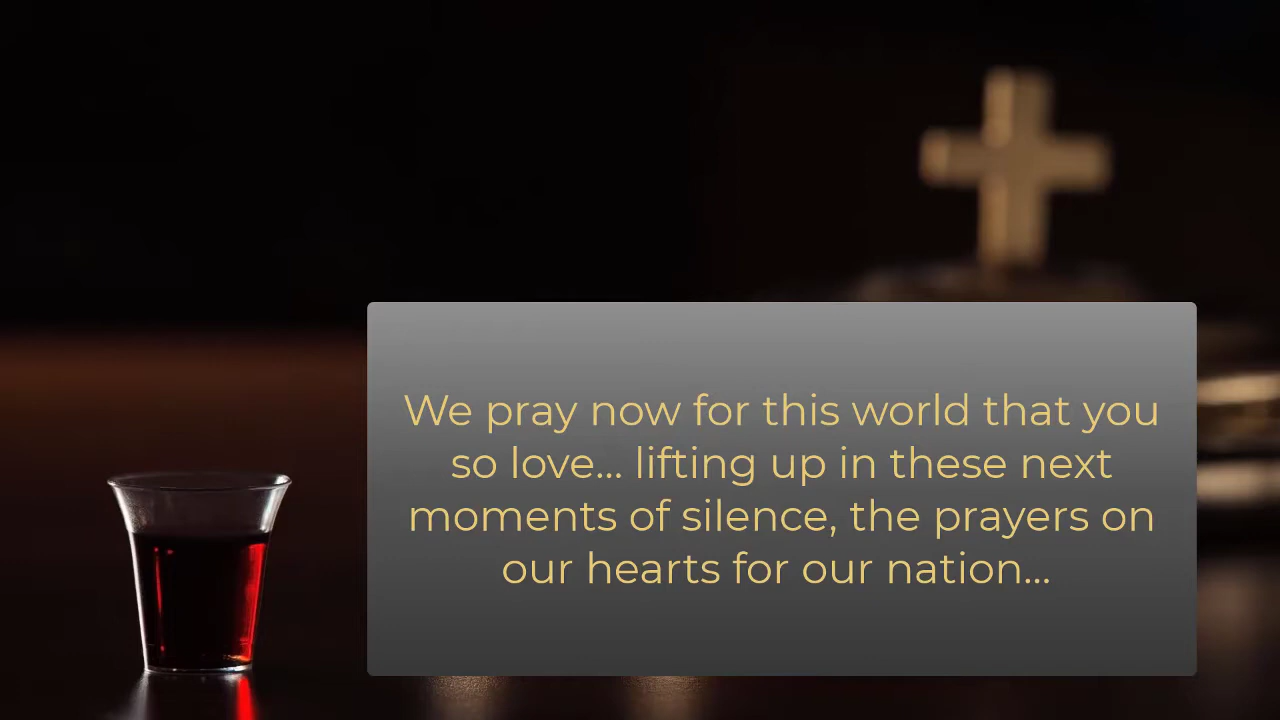 We pray now for this world that you
so love... lifting up in these next
moments of silence, the prayers on
our hearts for our nation...